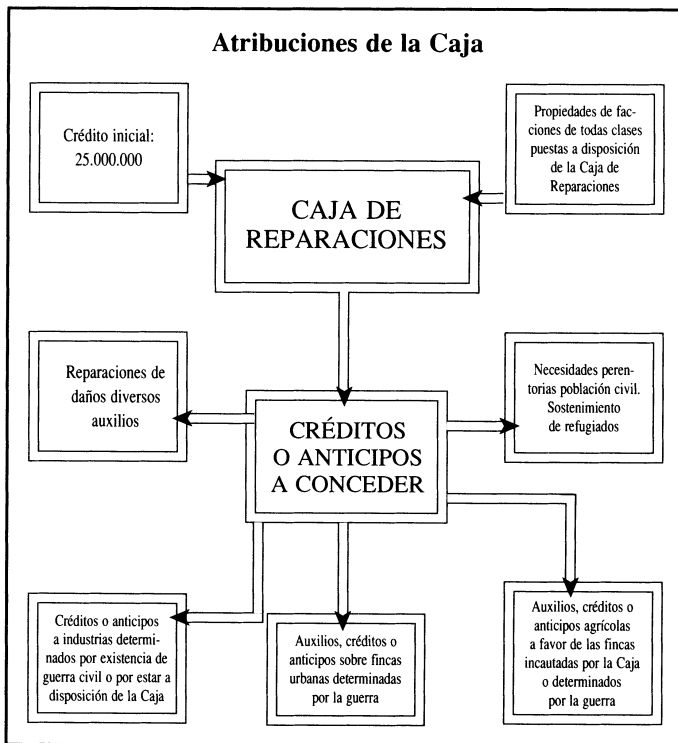 Atribuciones de la Caja
Crédito inicial:
25.000.000
Propiedades de fac-
ciones de todas clases
puestas a disposición
de la Caja de
Reparaciones
CAJA DE
REPARACIONES
Reparaciones de
daños diversos
auxilios
Necesidades peren-
torias población civil.
Sostenimiento
de refugiados
CRÉDITOS
O ANTICIPOS
A CONCEDER
Créditos o anticipos
a industrias determi-
nados por existencia de
guerra civil o por estar a
disposición de la Caja
Auxilios, créditos o
anticipos sobre fincas
urbanas determinadas
por la guerra
Auxilios, créditos o
anticipos agrícolas
a favor de las fincas
incautadas por la Caja
o determinados
por la guerra